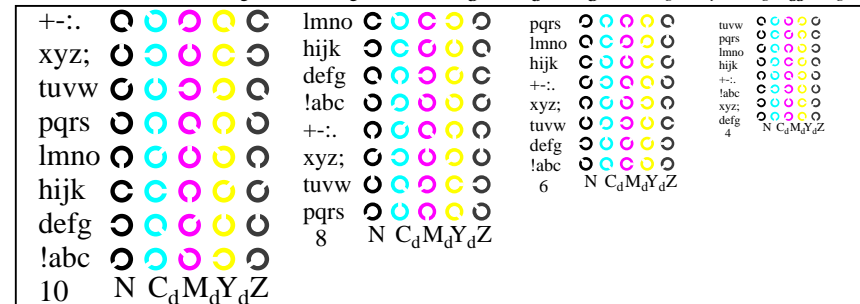 +-:.
xyz;
tuvw
pqrs
lmno
hijk
defg
!abc
10 N CdMdYdZ
lmno
hijk
defg
!abc
+-:.
xyz;
tuvw
pqrs
8 N CdMdYdZ
pqrs
lmno
hijk
+-:.
xyz;
tuvw
defg
!abc
6 N CdMdYdZ
tuvw
pqrs
lmno
hijk
+-:.
!abc
xyz;
defg
4 N CdMdYdZ